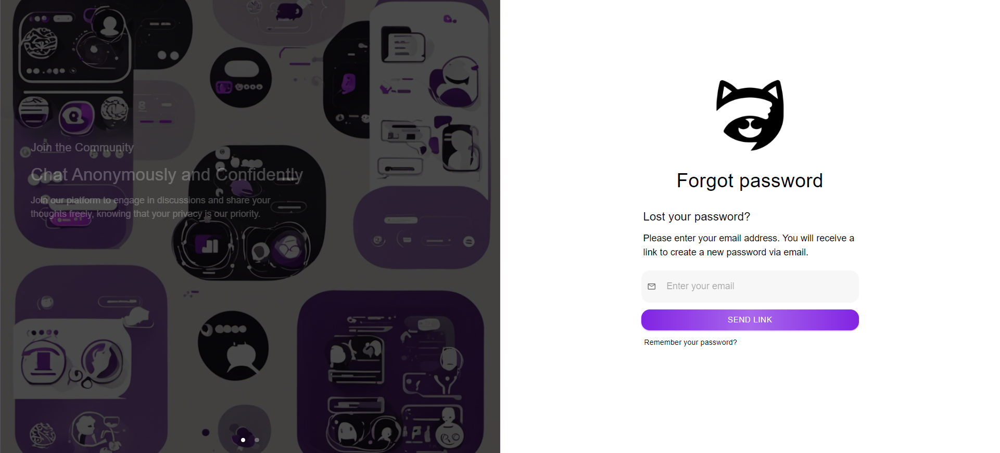 Join the Community
Chat Anonymously and Confidently
Join our platform to engage in discussions and share your
thoughts freely, knowing that your privacy is our priority.
Forgot password
Lost your password?
Please enter your email address. You will receive a
link to create a new password via email.
Enter your email
SEND LINK
Remember your password?